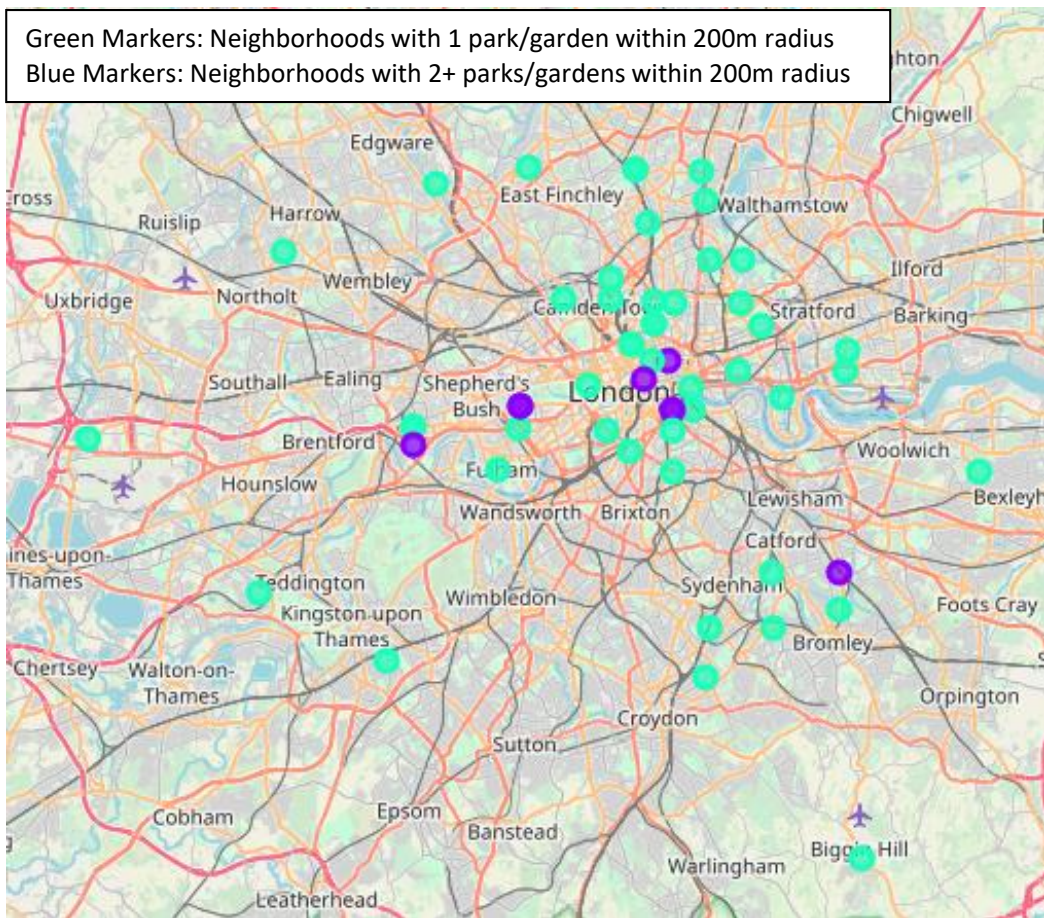 Green Markers: Neighborhoods with 1 park/garden within 200m radius
Blue Markers: Neighborhoods with 2+ parks/gardens within 200m radius
Chigwell
Edgware
East Finchley
Walthamstow
Harrow
Ruislip
Wembley
Ilford
Northolt
Uxbridge
Stratford
Barking
Southall
Ealing
Shepherd's
Bush
London
Brentford
Woolwich
Hounslow
Fulham
Wandsworth
Brixton
Lewisham
Catford
Thames
Teddington
Sydenham
Wimbledon
Foots Cray
Kingston upon
Thames
Bromley
Chertsey
Walton-on-
Thames
Orpington
Croydon
Sutton
Epsom
Cobham
Banstead
Biggin Hill
Warlingham
Leatherhead